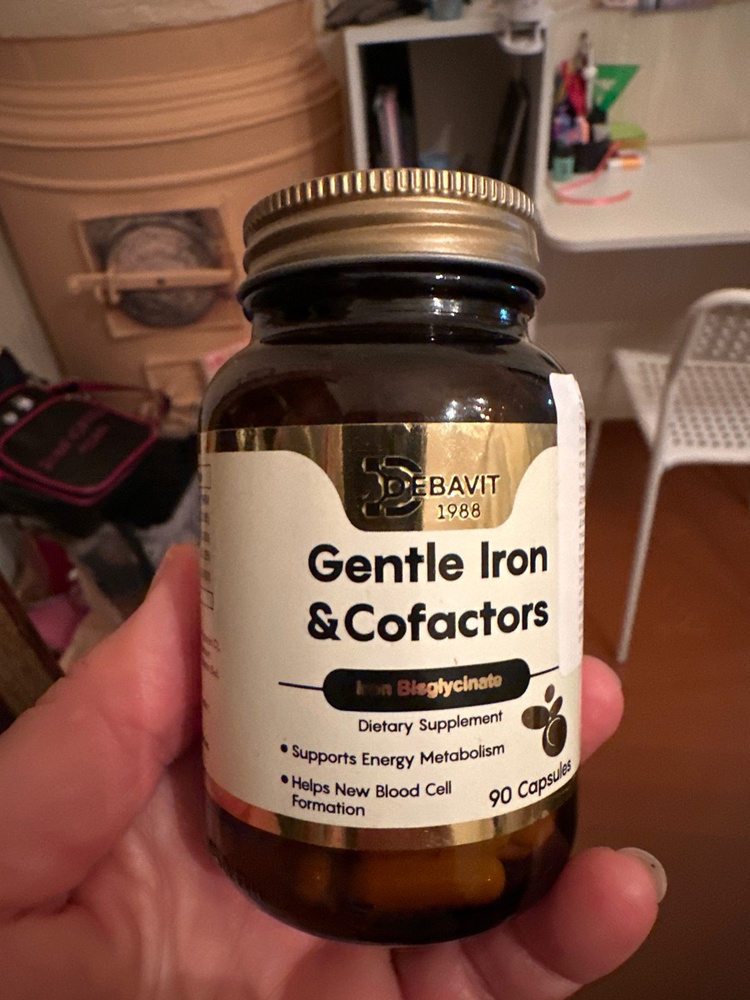 DEBAVIT
1988
Gentle Iron
&Cofactors
Iron Bisglycinate
Dietary Supplement
• Supports Energy Metabolism
• Helps New Blood Cell
Formation
90 Capsules